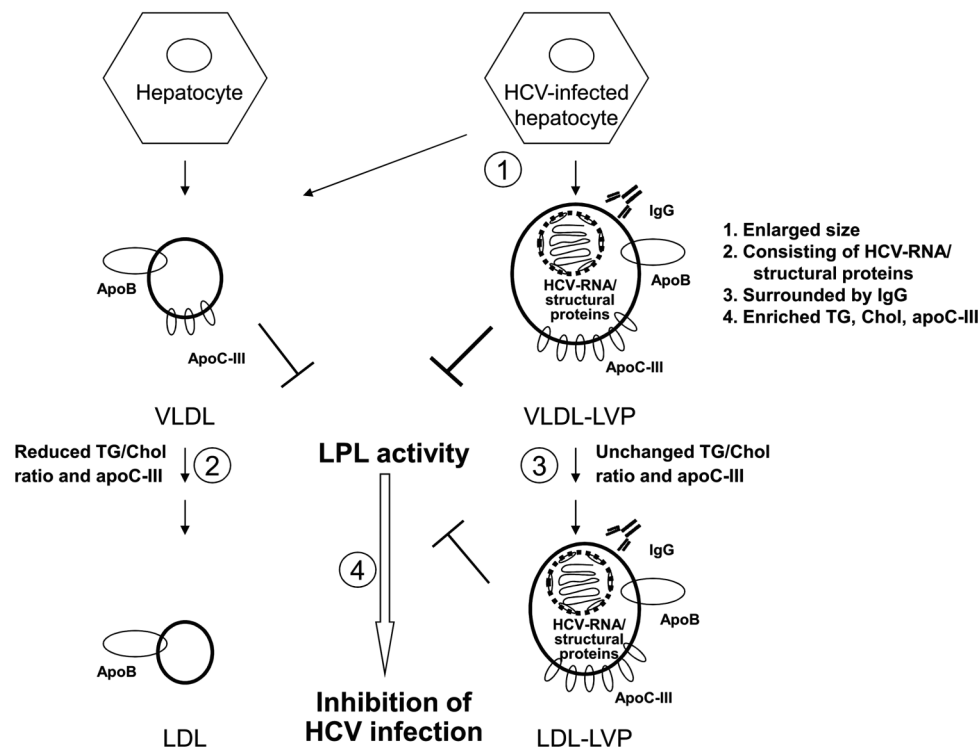 Hepatocyte
HCV-infected
hepatocyte
1
IgG
ApoB
HCV-RNA/
structural
proteins
ApoB
ApoC-III
ApoC-III
1. Enlarged size
2. Consisting of HCV-RNA/
structural proteins
3. Surrounded by IgG
4. Enriched TG, Chol, apoC-III
VLDL
VLDL-LVP
Reduced TG/Chol
ratio and apoC-III
2
LPL activity
3
Unchanged TG/Chol
ratio and apoC-III
4
IgG
ApoB
HCV-RNA/
structural
proteins
ApoB
ApoC-III
Inhibition of
HCV infection
LDL
LDL-LVP